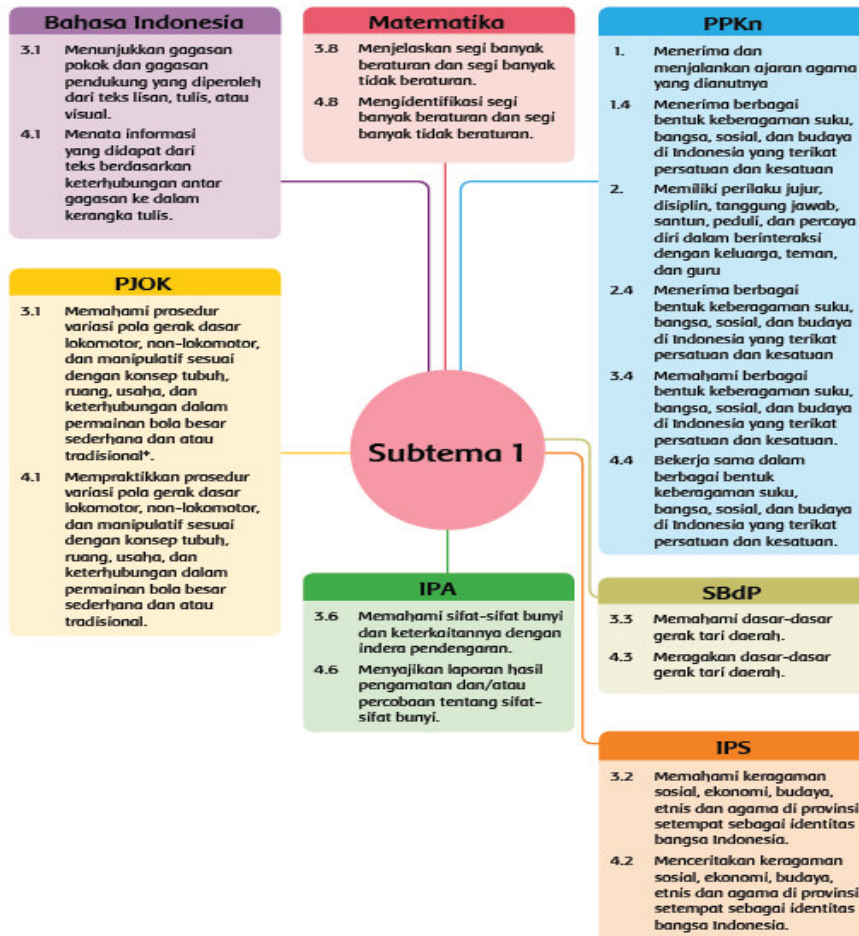 Bahasa Indonesia
3.1 Menunjukkan gagasan
pokok dan gagasan
pendukung yang diperoleh
dari teks lisan, tulis, atau
visual.
4.1 Menata informasi
yang didapat dari
teks berdasarkan
keterhubungan antar
gagasan ke dalam
kerangka tulis.
Matematika
3.8 Menjelaskan segi banyak
beraturan dan segi banyak
tidak beraturan.
4.8 Mengidentifikasi segi
banyak beraturan dan segi
banyak tidak beraturan.
PPKn
1. Menerima dan
menjalankan ajaran agama
yang dianutnya
1.4 Menerima berbagai
bentuk keberagaman suku,
bangsa, sosial, dan budaya
di Indonesia yang terikat
persatuan dan kesatuan
2. Memiliki perilaku jujur,
disiplin, tanggung jawab,
santun, peduli, dan percaya
diri dalam berinteraksi
dengan keluarga, teman,
dan guru
2.4 Menerima berbagai
bentuk keberagaman suku,
bangsa, sosial, dan budaya
di Indonesia yang terikat
persatuan dan kesatuan
3.4 Memahami berbagai
bentuk keberagaman suku,
bangsa, sosial, dan budaya
di Indonesia yang terikat
persatuan dan kesatuan.
4.4 Bekerja sama dalam
berbagai bentuk
keberagaman suku,
bangsa, sosial, dan budaya
di Indonesia yang terikat
persatuan dan kesatuan.
PJOK
3.1 Memahami prosedur
variasi pola gerak dasar
lokomotor, non-lokomotor,
dan manipulatif sesuai
dengan konsep tubuh,
ruang, usaha, dan
keterhubungan dalam
permainan bola besar
sederhana dan atau
tradisional*.
4.1 Mempraktikkan prosedur
variasi pola gerak dasar
lokomotor, non-lokomotor,
dan manipulatif sesuai
dengan konsep tubuh,
ruang, usaha, dan
keterhubungan dalam
permainan bola besar
sederhana dan atau
tradisional.
Subtema 1
IPA
3.6 Memahami sifat-sifat bunyi
dan keterkaitannya dengan
indera pendengaran.
4.6 Menyajikan laporan hasil
pengamatan dan/atau
percobaan tentang sifat-
sifat bunyi.
SBdP
3.3 Memahami dasar-dasar
gerak tari daerah.
4.3 Meragakan dasar-dasar
gerak tari daerah.
IPS
3.2 Memahami keragaman
sosial, ekonomi, budaya,
etnis dan agama di provinsi
setempat sebagai identitas
bangsa Indonesia.
4.2 Menceritakan keragaman
sosial, ekonomi, budaya,
etnis dan agama di provinsi
setempat sebagai identitas
bangsa Indonesia.